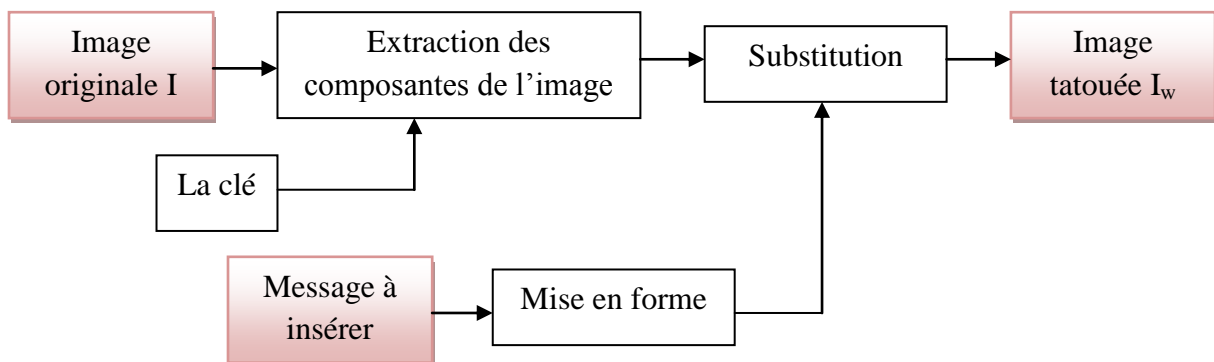 Image
originale I
Extraction des
composantes de l’image
Substitution
Image
tatouée Iw
La clé
Message à
insérer
Mise en forme